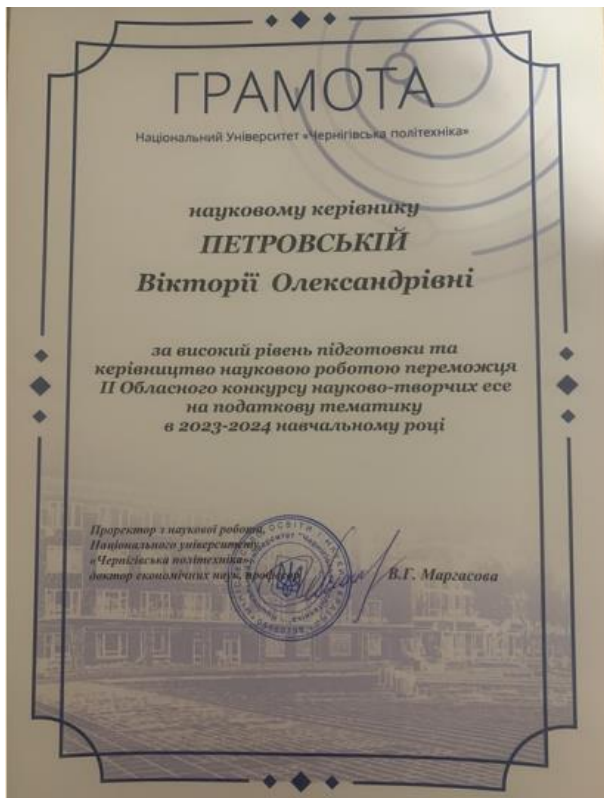 ГРАМОТА
Національний Університет «Чернігівська політехніка»
науковому керівнику
ПЕТРОВСЬКІЙ
Вікторії Олександрівні
за високий рівень підготовки та
керівництво науковою роботою переможця
ІІ Обласного конкурсу науково-творчих есе
на податкову тематику
в 2023-2024 навчальному році
Проректор з наукової роботи,
Національного університету
«Чернігівська політехніка»
доктор економічних наук, професор
В.Г. Маргасова